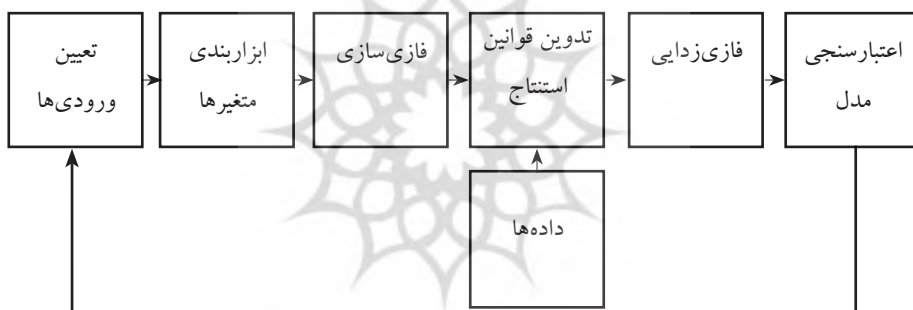 تعیین
ورودی‌ها
ابزاربندی
متغیرها
فازی‌سازی
تدوین قوانین
استنتاج
فازی‌زدایی
اعتبارسنجی
مدل
داده‌ها